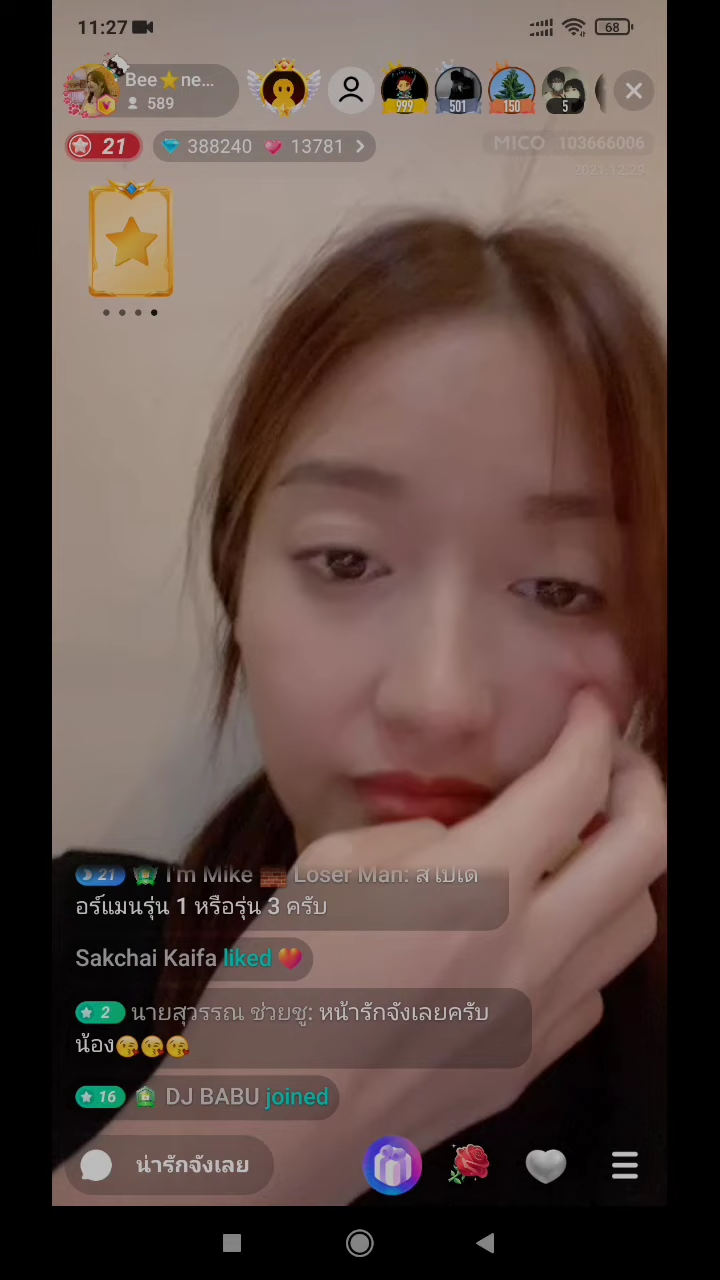 11:27
68
Bee⭐ne...
589
999
501
150
5
21
388240
13781
MICO 103666006
2021.12.29
21 I'm Mike 🧱 Loser Man: สไปเด
อร์แมนรุ่น 1 หรือรุ่น 3 ครับ
Sakchai Kaifa liked
2 นายสุวรรณ ช่วยชู: หน้ารักจังเลยครับ
น้อง😘😘😘
16 DJ BABU joined
น่ารักจังเลย